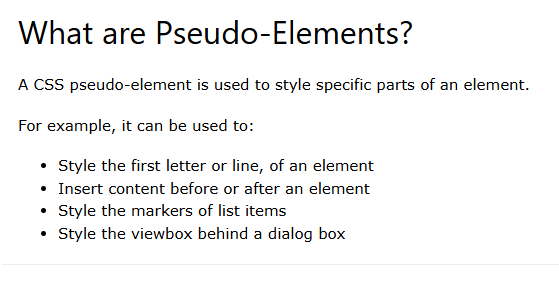 What are Pseudo-Elements?
A CSS pseudo-element is used to style specific parts of an element.
For example, it can be used to:
• Style the first letter or line, of an element
• Insert content before or after an element
• Style the markers of list items
• Style the viewbox behind a dialog box